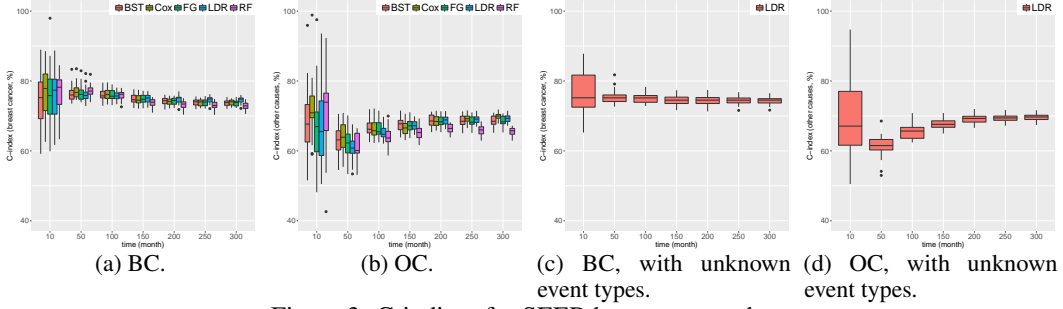 BST Cox FG LDR RF
C-index (breast cancer, %)
100
80
60
40
10 50 100 150 200 250 300
time (month)
(a) BC.
BST Cox FG LDR RF
C-index (other causes, %)
100
80
60
40
10 50 100 150 200 250 300
time (month)
(b) OC.
LDR
C-index (breast cancer, %)
100
80
60
40
10 50 100 150 200 250 300
time (month)
(c) BC, with unknown
event types.
LDR
C-index (other causes, %)
100
80
60
40
10 50 100 150 200 250 300
time (month)
(d) OC, with unknown
event types.